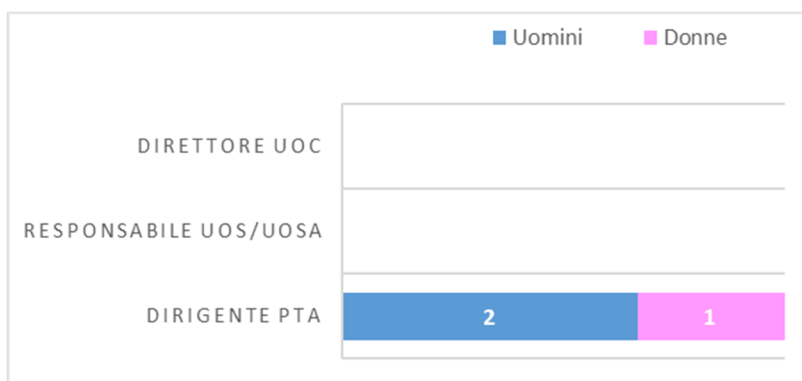 Uomini Donne
DIRETTORE UOC
RESPONSABILE UOS/UOSA
DIRIGENTE PTA 2 1